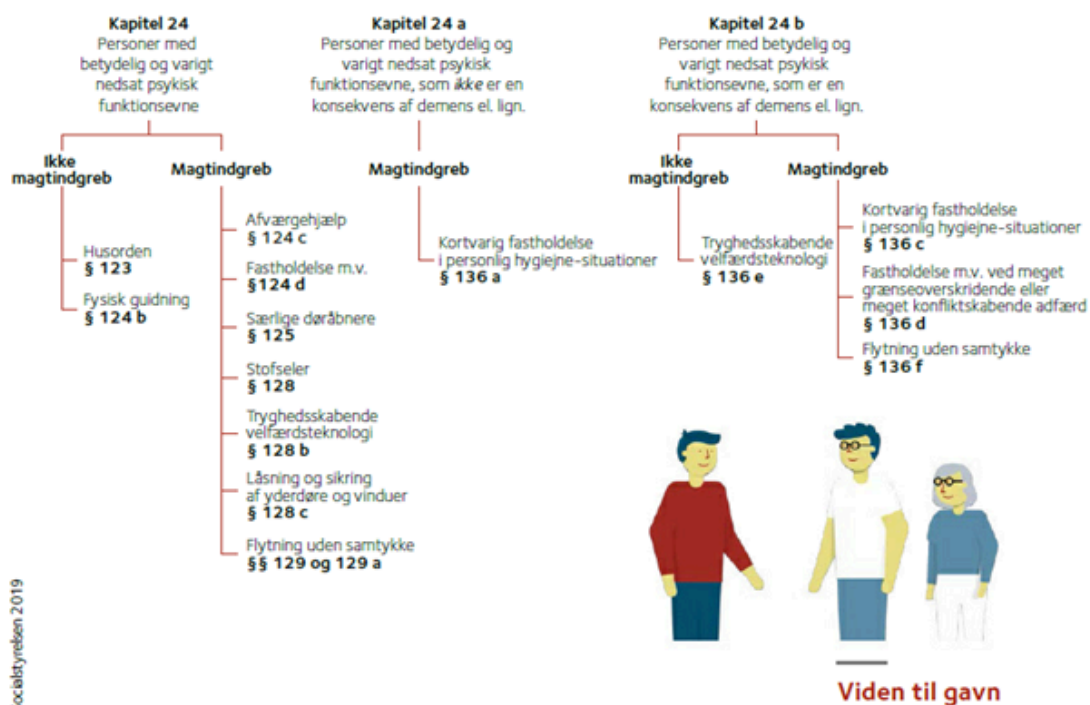 Kapitel 24
Personer med
betydelig og varigt
nedsat psykisk
funktionsevne
Ikke
magtindgreb
Husorden
§ 123
Fysisk guidning
§ 124 b
Magtindgreb
Afværgehjælp
§ 124 c
Fastholdelse m.v.
§ 124 d
Særlige døråbnere
§ 125
Stofseler
§ 128
Tryghedsskabende
velfærdsteknologi
§ 128 b
Låsning og sikring
af yderdøre og vinduer
§ 128 c
Flytning uden samtykke
§§ 129 og 129 a
Kapitel 24 a
Personer med betydelig og
varigt nedsat psykisk
funktionsevne, som ikke er en
konsekvens af demens el. lign.
Magtindgreb
Kortvarig fastholdelse
i personlig hygiejne-situationer
§ 136 a
Kapitel 24 b
Personer med betydelig og
varigt nedsat psykisk
funktionsevne, som er en
konsekvens af demens el. lign.
Ikke
magtindgreb
Tryghedsskabende
velfærdsteknologi
§ 136 e
Magtindgreb
Kortvarig fastholdelse
i personlig hygiejne-situationer
§ 136 c
Fastholdelse m.v. ved meget
grænseoverskridende eller
meget konfliktskabende adfærd
§ 136 d
Flytning uden samtykke
§ 136 f
ocialstyrelsen 2019
Viden til gavn